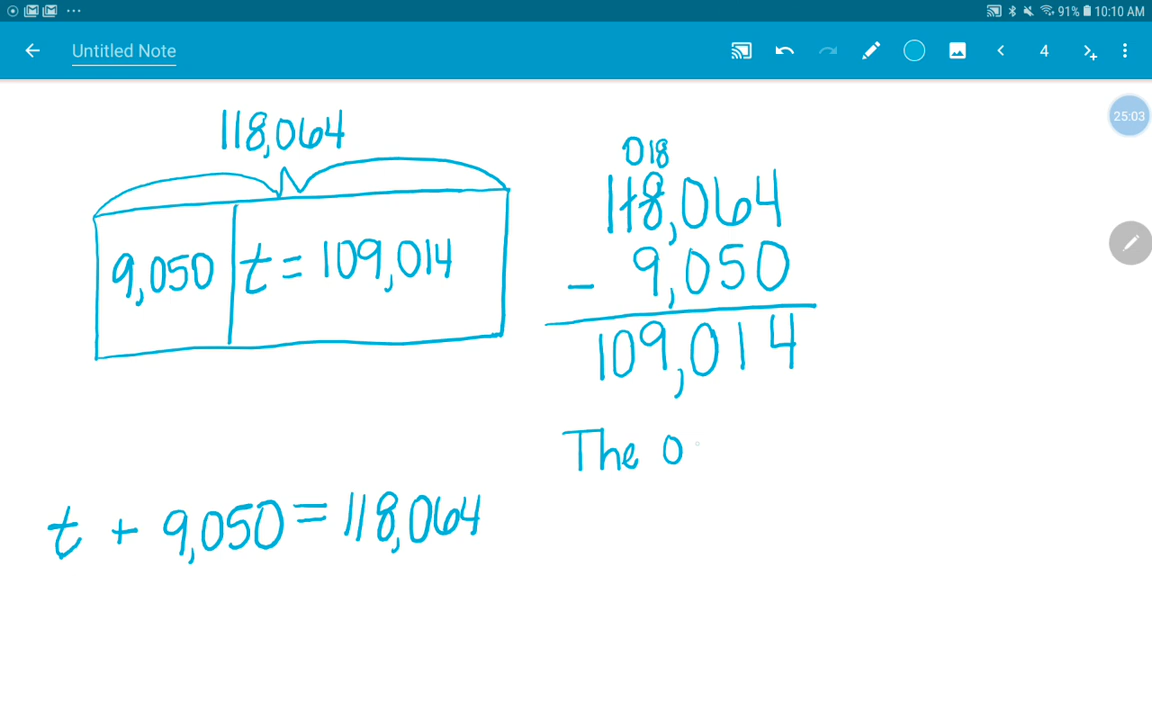 91% 10:10 AM
Untitled Note
4
25:03
118,064
9,050 t = 109,014
018
118,064
- 9,050
109,014
The o
t + 9,050 = 118,064